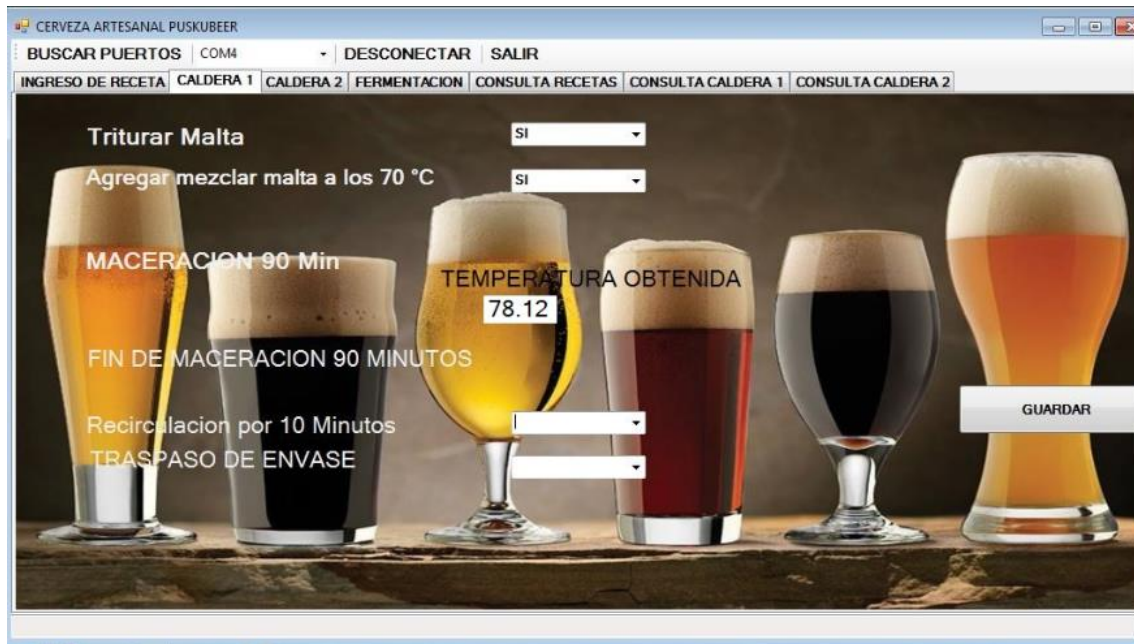 CERVEZA ARTESANAL PUSKUBEER
BUSCAR PUERTOS COM4 DESCONECTAR SALIR
INGRESO DE RECETA CALDERA 1 CALDERA 2 FERMENTACION CONSULTA RECETAS CONSULTA CALDERA 1 CONSULTA CALDERA 2
Triturar Malta SI
Agregar mezclar malta a los 70 °C SI
MACERACION 90 Min
TEMPERATURA OBTENIDA
78.12
FIN DE MACERACION 90 MINUTOS
GUARDAR
Recirculacion por 10 Minutos
TRASPASO DE ENVASE